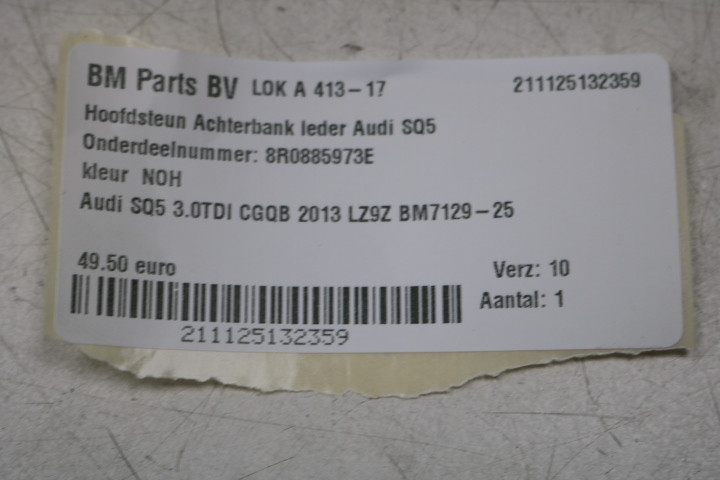 BM Parts BV LOK A 413-17 211125132359
Hoofdsteun Achterbank leder Audi SQ5
Onderdeelnummer: 8R0885973E
kleur NOH
Audi SQ5 3.0TDI CGQB 2013 LZ9Z BM7129-25
49.50 euro Verz: 10
Aantal: 1
211125132359